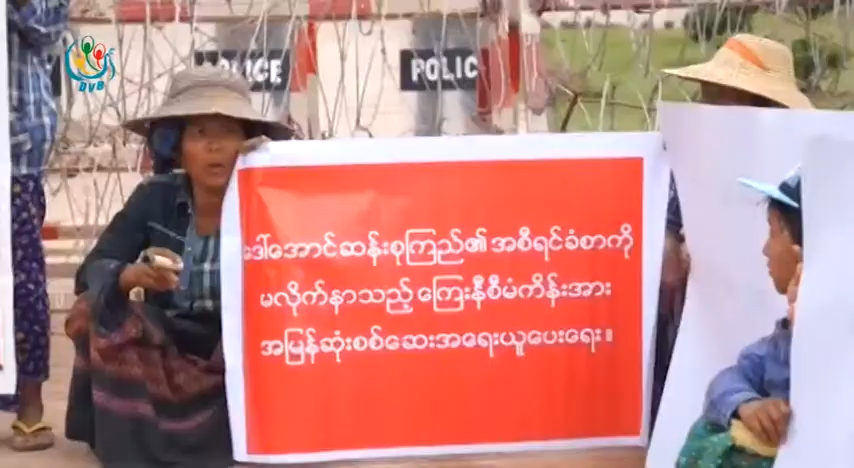 DVB
POLICE
POLIC
ဒေါ်အောင်ဆန်းစုကြည်၏ အစီရင်ခံစာကို
မလိုက်နာသည့် ကြေးနီစီမံကိန်းအား
အမြန်ဆုံးစစ်ဆေးအရေးယူပေးရေး။